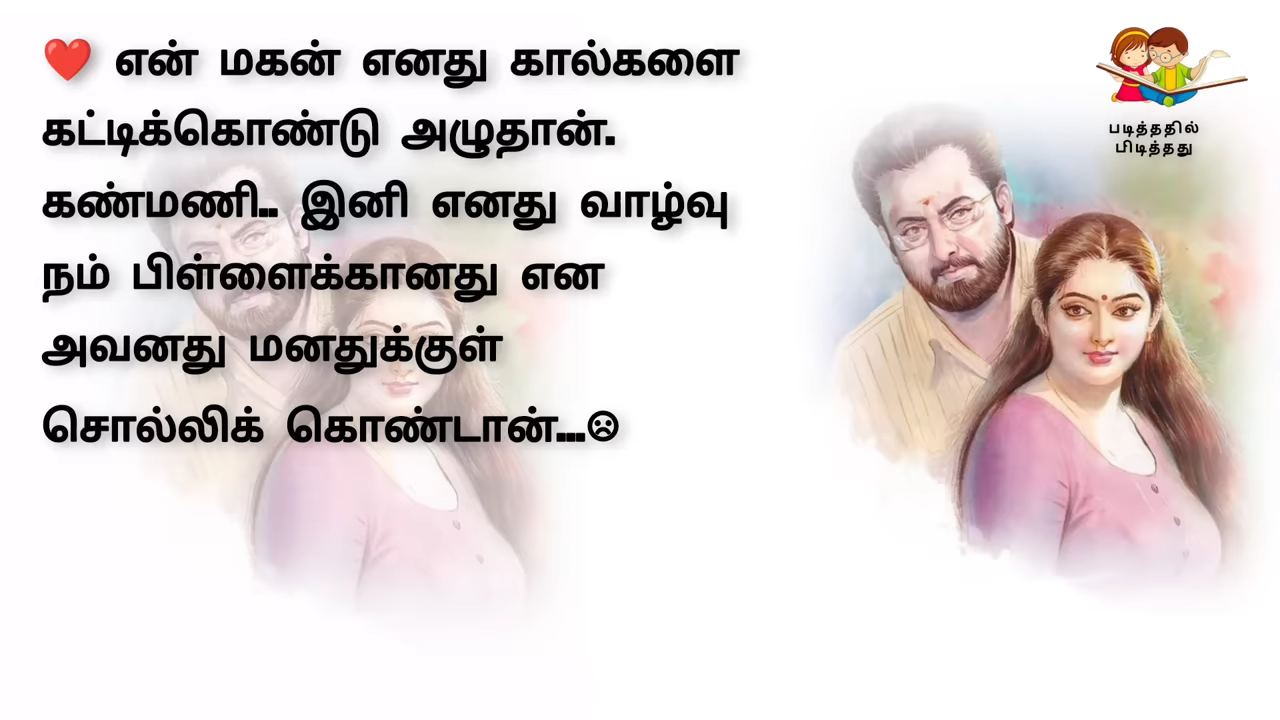 ❤️ என் மகன் எனது கால்களை
கட்டிக்கொண்டு அழுதான்.
கண்மணி.. இனி எனது வாழ்வு
நம் பிள்ளைக்கானது என
அவனது மனதுக்குள்
சொல்லிக் கொண்டான்...☹
படித்ததில்
பிடித்தது